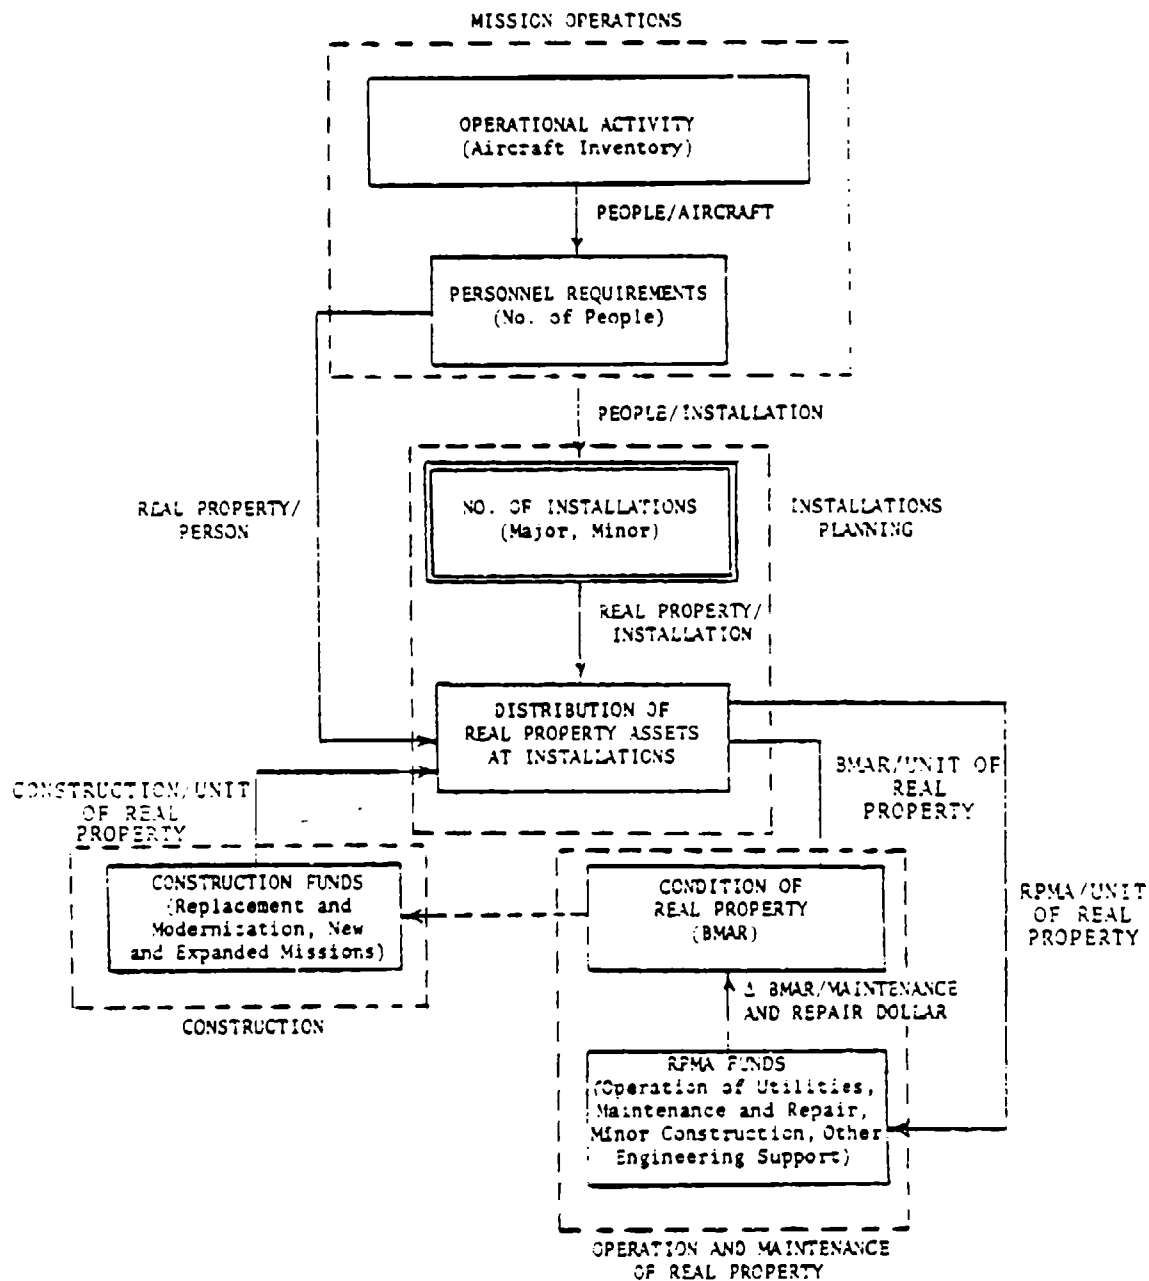 MISSION OPERATIONS
OPERATIONAL ACTIVITY
(Aircraft Inventory)
PEOPLE/AIRCRAFT
PERSONNEL REQUIREMENTS
(No. of People)
PEOPLE/INSTALLATION
REAL PROPERTY/
PERSON
NO. OF INSTALLATIONS
(Major, Minor)
INSTALLATIONS
PLANNING
REAL PROPERTY/
INSTALLATION
DISTRIBUTION OF
REAL PROPERTY ASSETS
AT INSTALLATIONS
CONSTRUCTION/UNIT
OF REAL
PROPERTY
BMAR/UNIT OF
REAL
PROPERTY
CONSTRUCTION FUNDS
(Replacement and
Modernization, New
and Expanded Missions)
CONSTRUCTION
CONDITION OF
REAL PROPERTY
(BMAR)
RPMA/UNIT
OF REAL
PROPERTY
Δ BMAR/MAINTENANCE
AND REPAIR DOLLAR
RPMA FUNDS
(Operation of Utilities,
Maintenance and Repair,
Minor Construction, Other
Engineering Support)
OPERATION AND MAINTENANCE
OF REAL PROPERTY